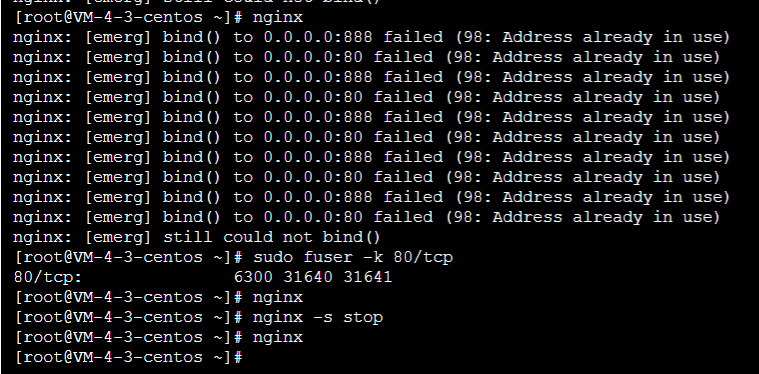 nginx: [emerg] still could not bind()
[root@VM-4-3-centos ~]# nginx
nginx: [emerg] bind() to 0.0.0.0:888 failed (98: Address already in use)
nginx: [emerg] bind() to 0.0.0.0:80 failed (98: Address already in use)
nginx: [emerg] bind() to 0.0.0.0:888 failed (98: Address already in use)
nginx: [emerg] bind() to 0.0.0.0:80 failed (98: Address already in use)
nginx: [emerg] bind() to 0.0.0.0:888 failed (98: Address already in use)
nginx: [emerg] bind() to 0.0.0.0:80 failed (98: Address already in use)
nginx: [emerg] bind() to 0.0.0.0:888 failed (98: Address already in use)
nginx: [emerg] bind() to 0.0.0.0:80 failed (98: Address already in use)
nginx: [emerg] bind() to 0.0.0.0:888 failed (98: Address already in use)
nginx: [emerg] bind() to 0.0.0.0:80 failed (98: Address already in use)
nginx: [emerg] still could not bind()
[root@VM-4-3-centos ~]# sudo fuser -k 80/tcp
80/tcp:               6300 31640 31641
[root@VM-4-3-centos ~]# nginx
[root@VM-4-3-centos ~]# nginx -s stop
[root@VM-4-3-centos ~]# nginx
[root@VM-4-3-centos ~]#